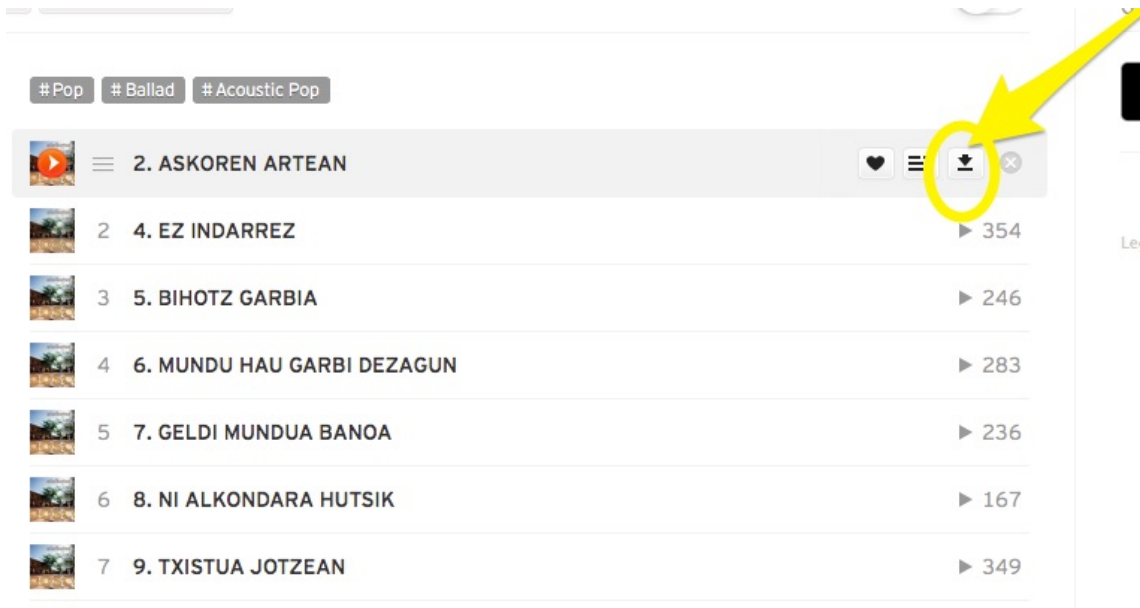 #Pop #Ballad #Acoustic Pop
2. ASKOREN ARTEAN
2 4. EZ INDARREZ 354
3 5. BIHOTZ GARBIA 246
4 6. MUNDU HAU GARBI DEZAGUN 283
5 7. GELDI MUNDUA BANOA 236
6 8. NI ALKONDARA HUTSIK 167
7 9. TXISTUA JOTZEAN 349